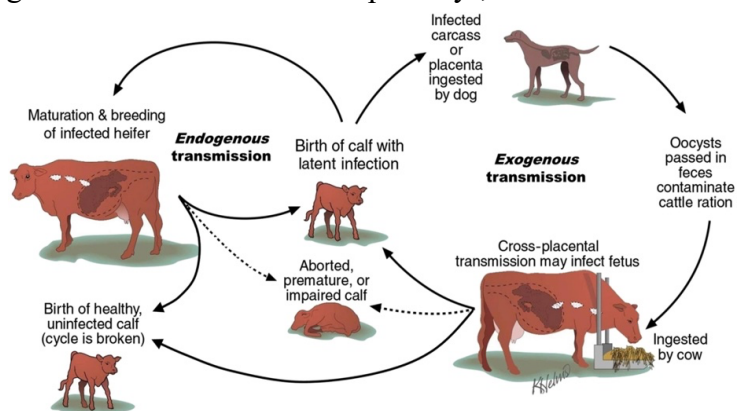 Infected
carcass
or
placenta
ingested
by dog
Maturation & breeding
of infected heifer
Endogenous
transmission
Birth of calf with
latent infection
Exogenous
transmission
Oocysts
passed in
feces
contaminate
cattle ration
Cross-placental
transmission may infect fetus
Aborted,
premature, or
impaired calf
Birth of healthy,
uninfected calf
(cycle is broken)
Ingested
by cow